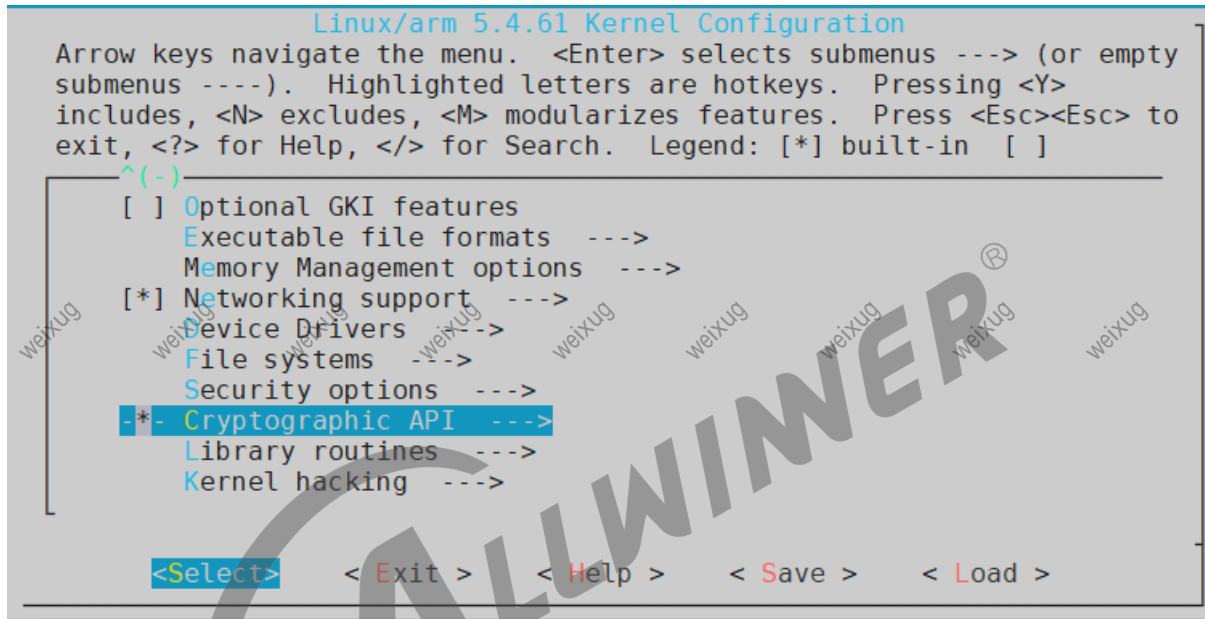 Linux/arm 5.4.61 Kernel Configuration
Arrow keys navigate the menu.  <Enter> selects submenus ---> (or empty
submenus ----).  Highlighted letters are hotkeys.  Pressing <Y>
includes, <N> excludes, <M> modularizes features.  Press <Esc><Esc> to
exit, <?> for Help, </> for Search.  Legend: [*] built-in  [ ]
^(-)
[ ] Optional GKI features
Executable file formats  --->
Memory Management options  --->
[*] Networking support  --->
Device Drivers  --->
File systems  --->
Security options  --->
-*- Cryptographic API  --->
Library routines  --->
Kernel hacking  --->
<Select>    < Exit >    < Help >    < Save >    < Load >
weixug weixug weixug weixug weixug weixug weixug weixug weixug
ALLWINNER®